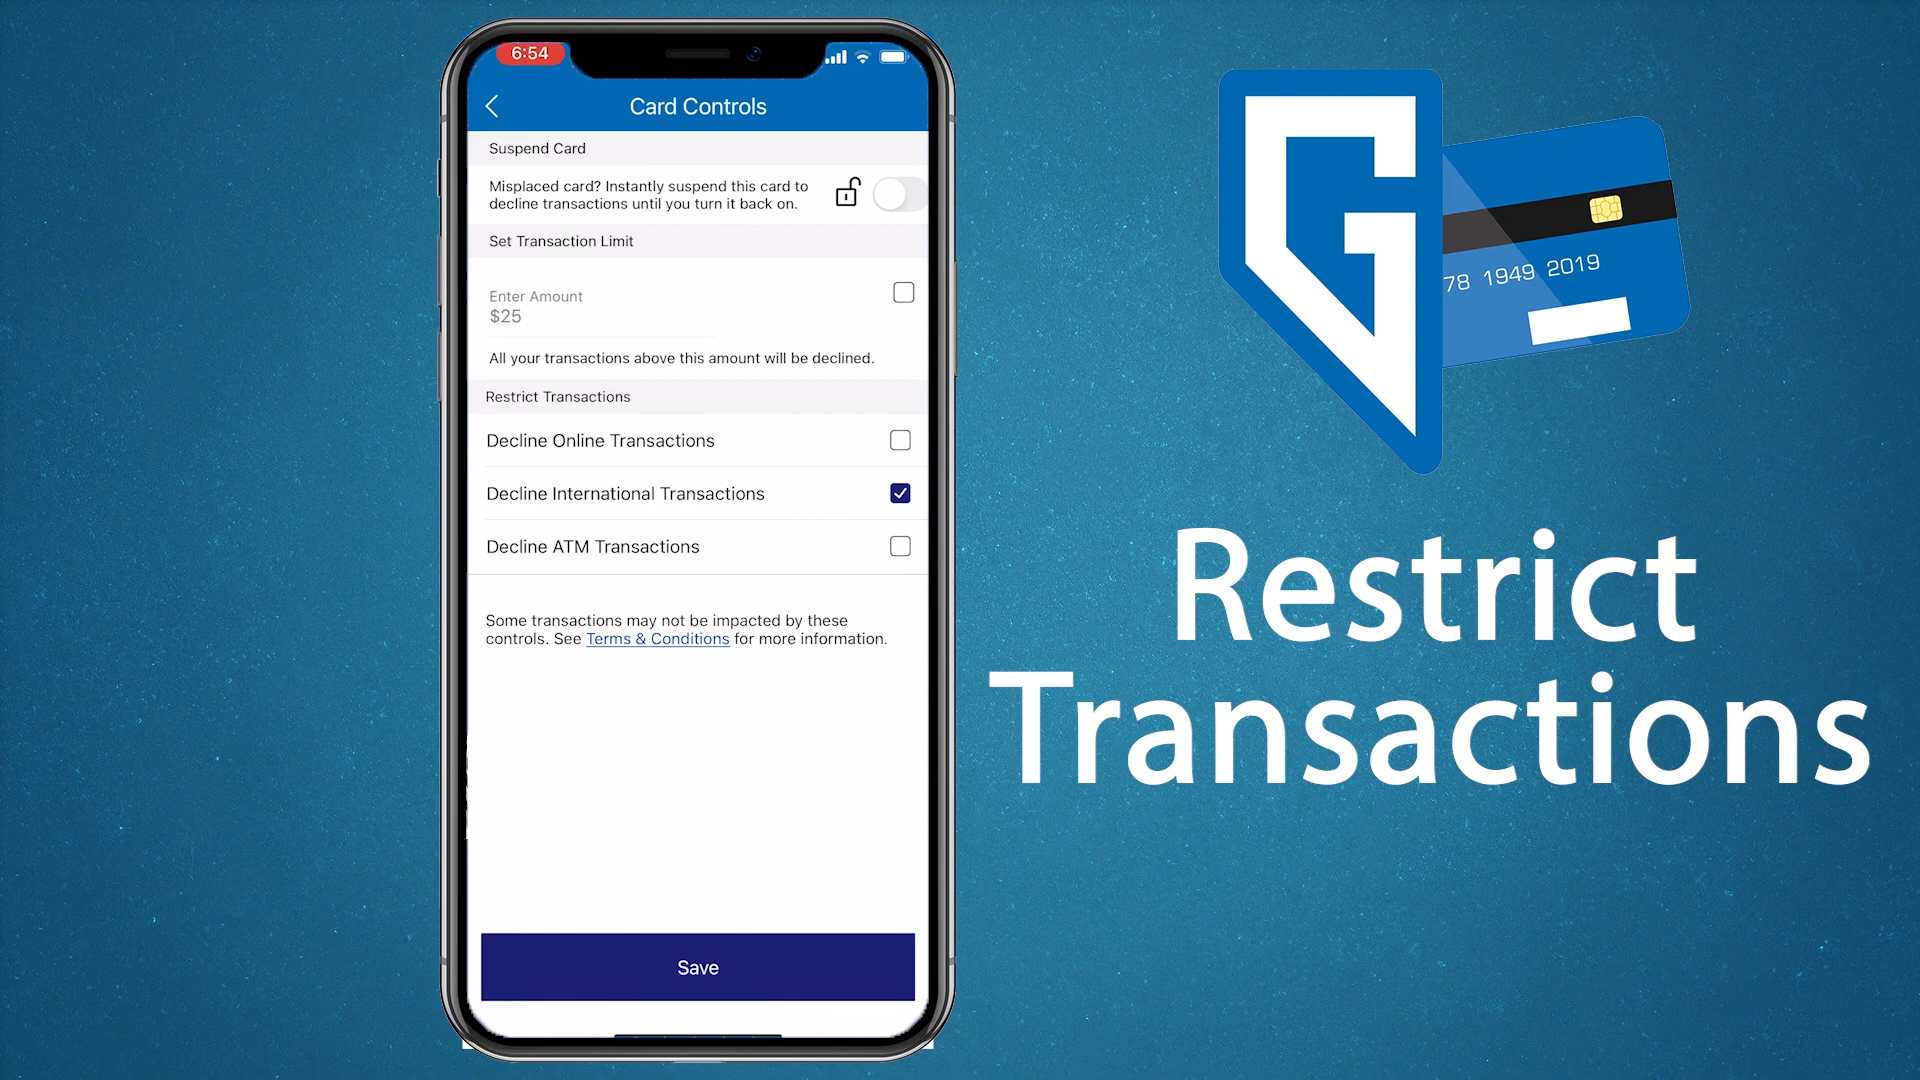 6:54
Card Controls
Suspend Card
Misplaced card? Instantly suspend this card to
decline transactions until you turn it back on.
Set Transaction Limit
Enter Amount
$25
All your transactions above this amount will be declined.
Restrict Transactions
Decline Online Transactions
Decline International Transactions
Decline ATM Transactions
Some transactions may not be impacted by these
controls. See Terms & Conditions for more information.
Save
G
78 1949 2019
Restrict
Transactions